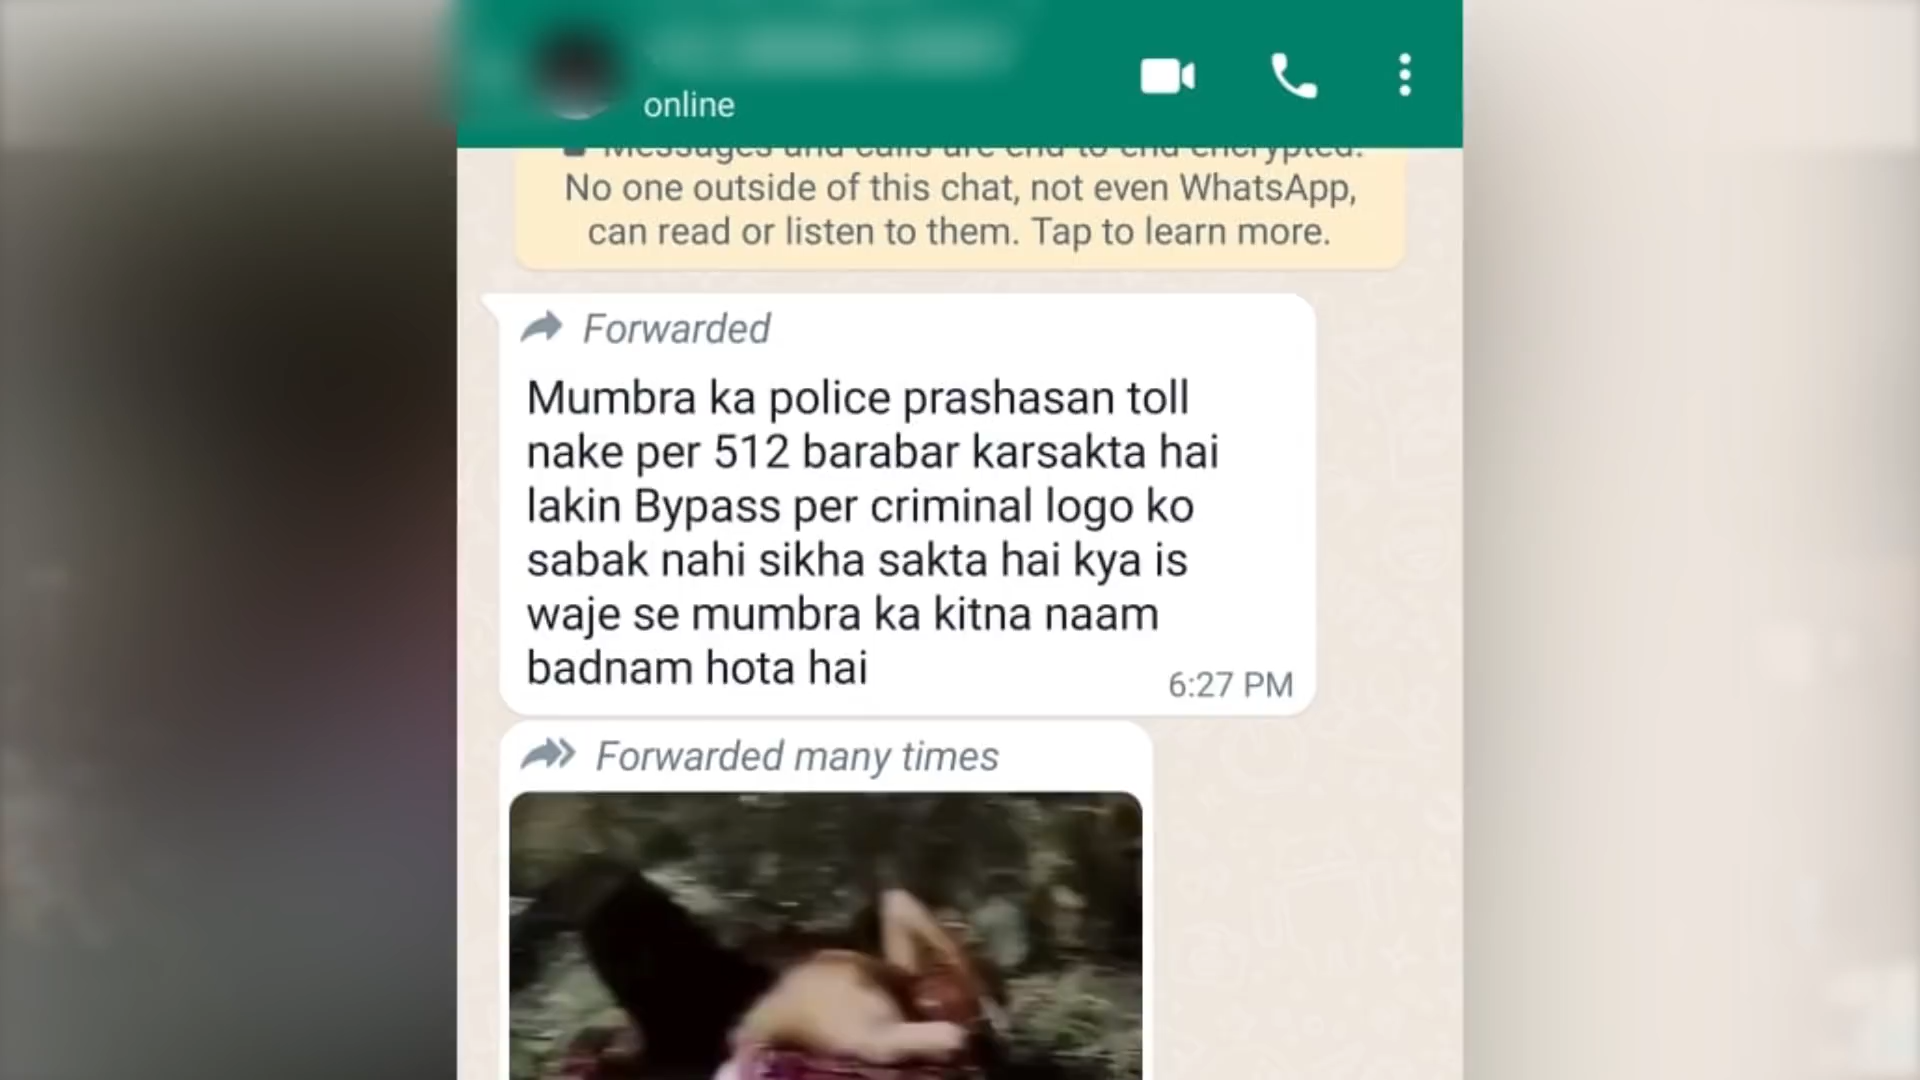 online
Messages and calls are end-to-end encrypted.
No one outside of this chat, not even WhatsApp,
can read or listen to them. Tap to learn more.
Forwarded
Mumbra ka police prashasan toll
nake per 512 barabar karsakta hai
lakin Bypass per criminal logo ko
sabak nahi sikha sakta hai kya is
waje se mumbra ka kitna naam
badnam hota hai
6:27 PM
Forwarded many times